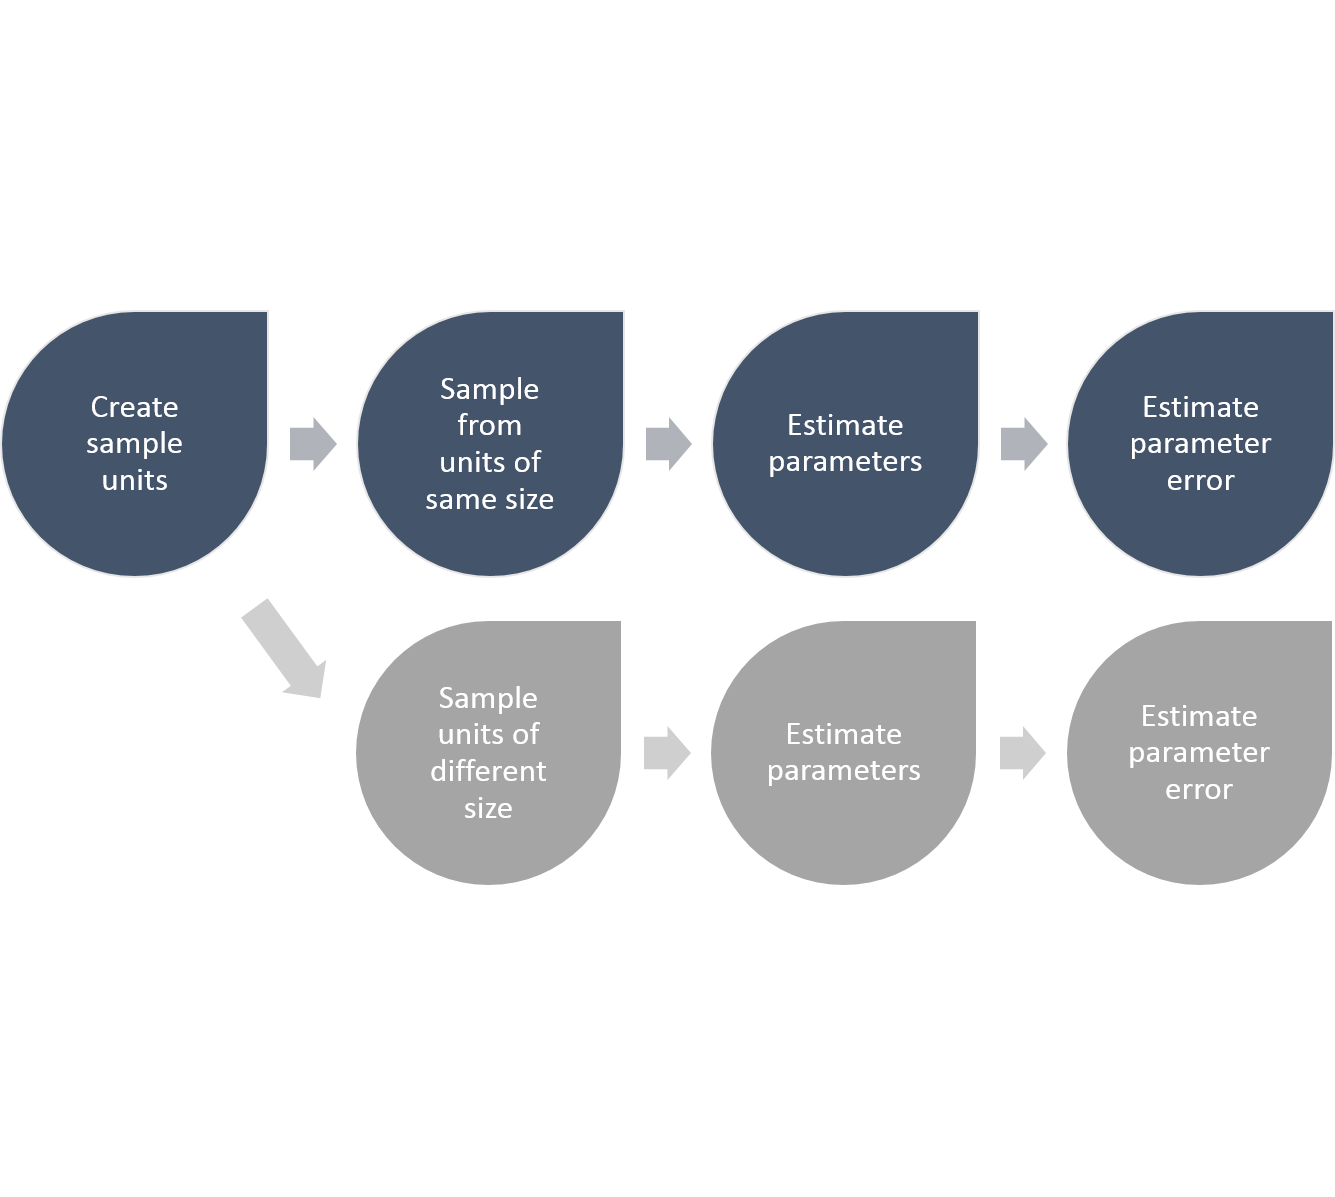 Create
sample
units
Sample
from
units of
same size
Estimate
parameters
Estimate
parameter
error
Sample
units of
different
size
Estimate
parameters
Estimate
parameter
error